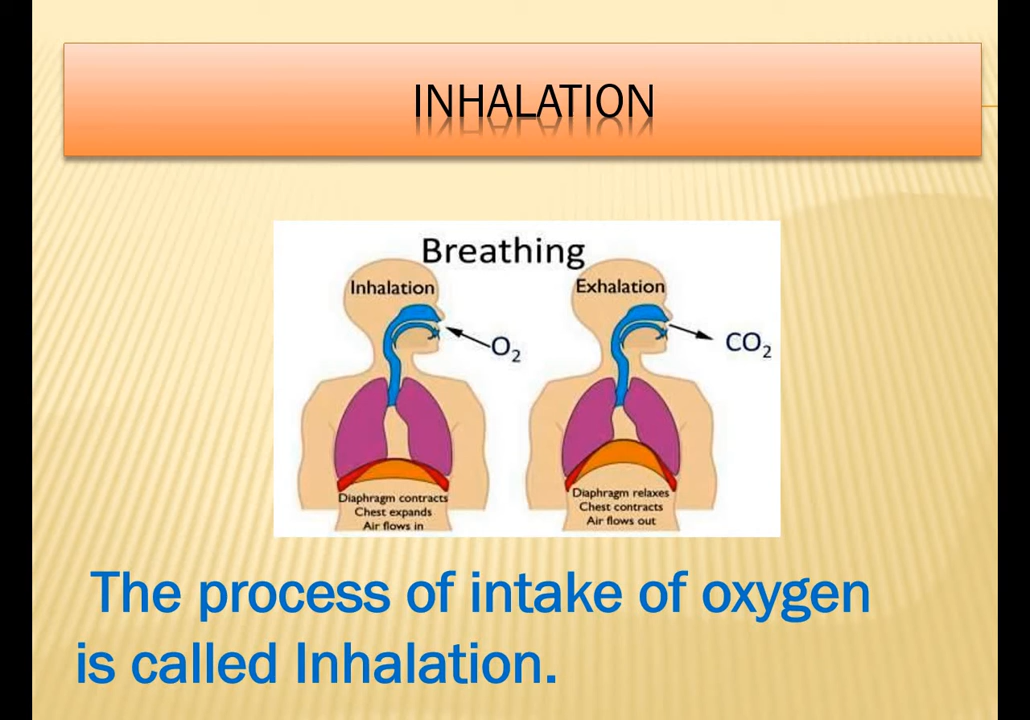 INHALATION
Breathing
Inhalation
O₂
Diaphragm contracts
Chest expands
Air flows in
Exhalation
CO₂
Diaphragm relaxes
Chest contracts
Air flows out
The process of intake of oxygen
is called Inhalation.